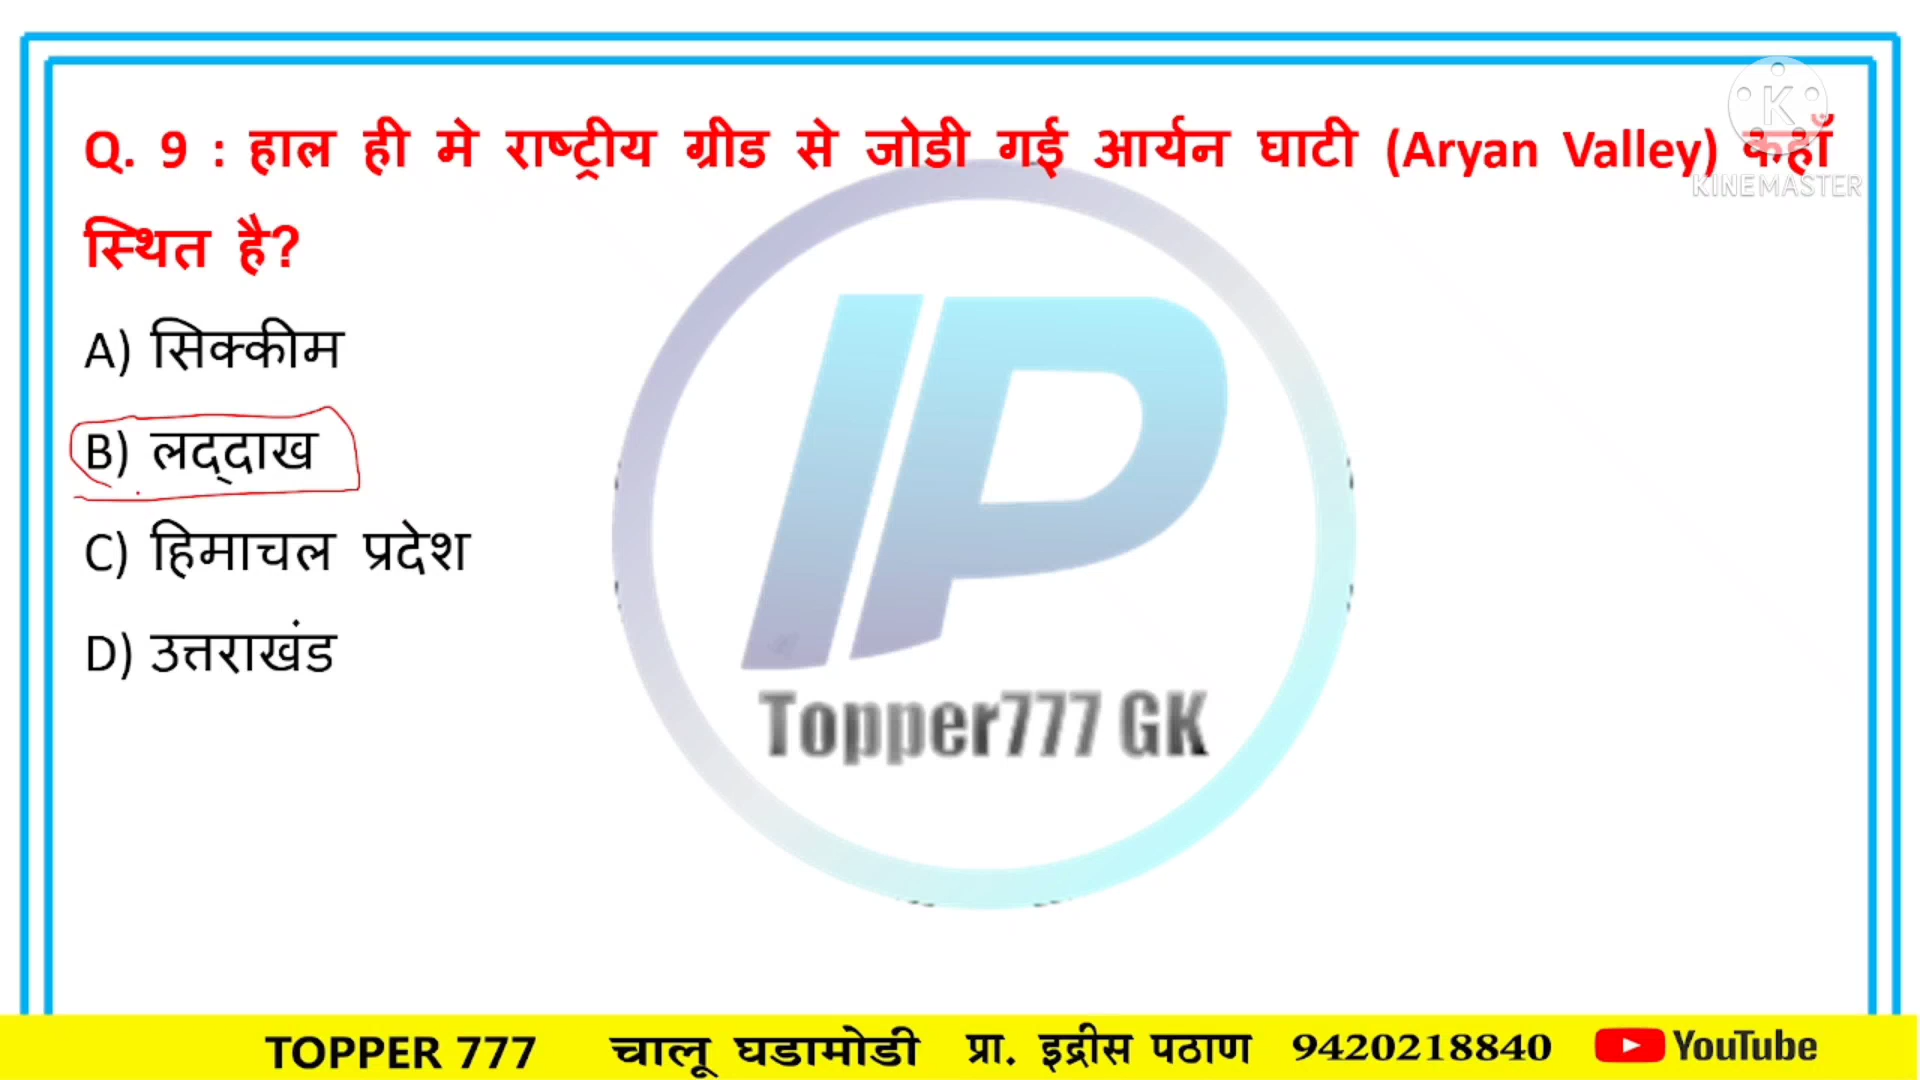 Q. 9 : हाल ही मे राष्ट्रीय ग्रीड से जोडी गई आर्यन घाटी (Aryan Valley) कहाँ
KINEMASTER
स्थित है?
A) सिक्कीम
B) लद्दाख
C) हिमाचल प्रदेश
D) उत्तराखंड
Topper777 GK
TOPPER 777 चालू घडामोडी प्रा. इद्रीस पठाण 9420218840 YouTube